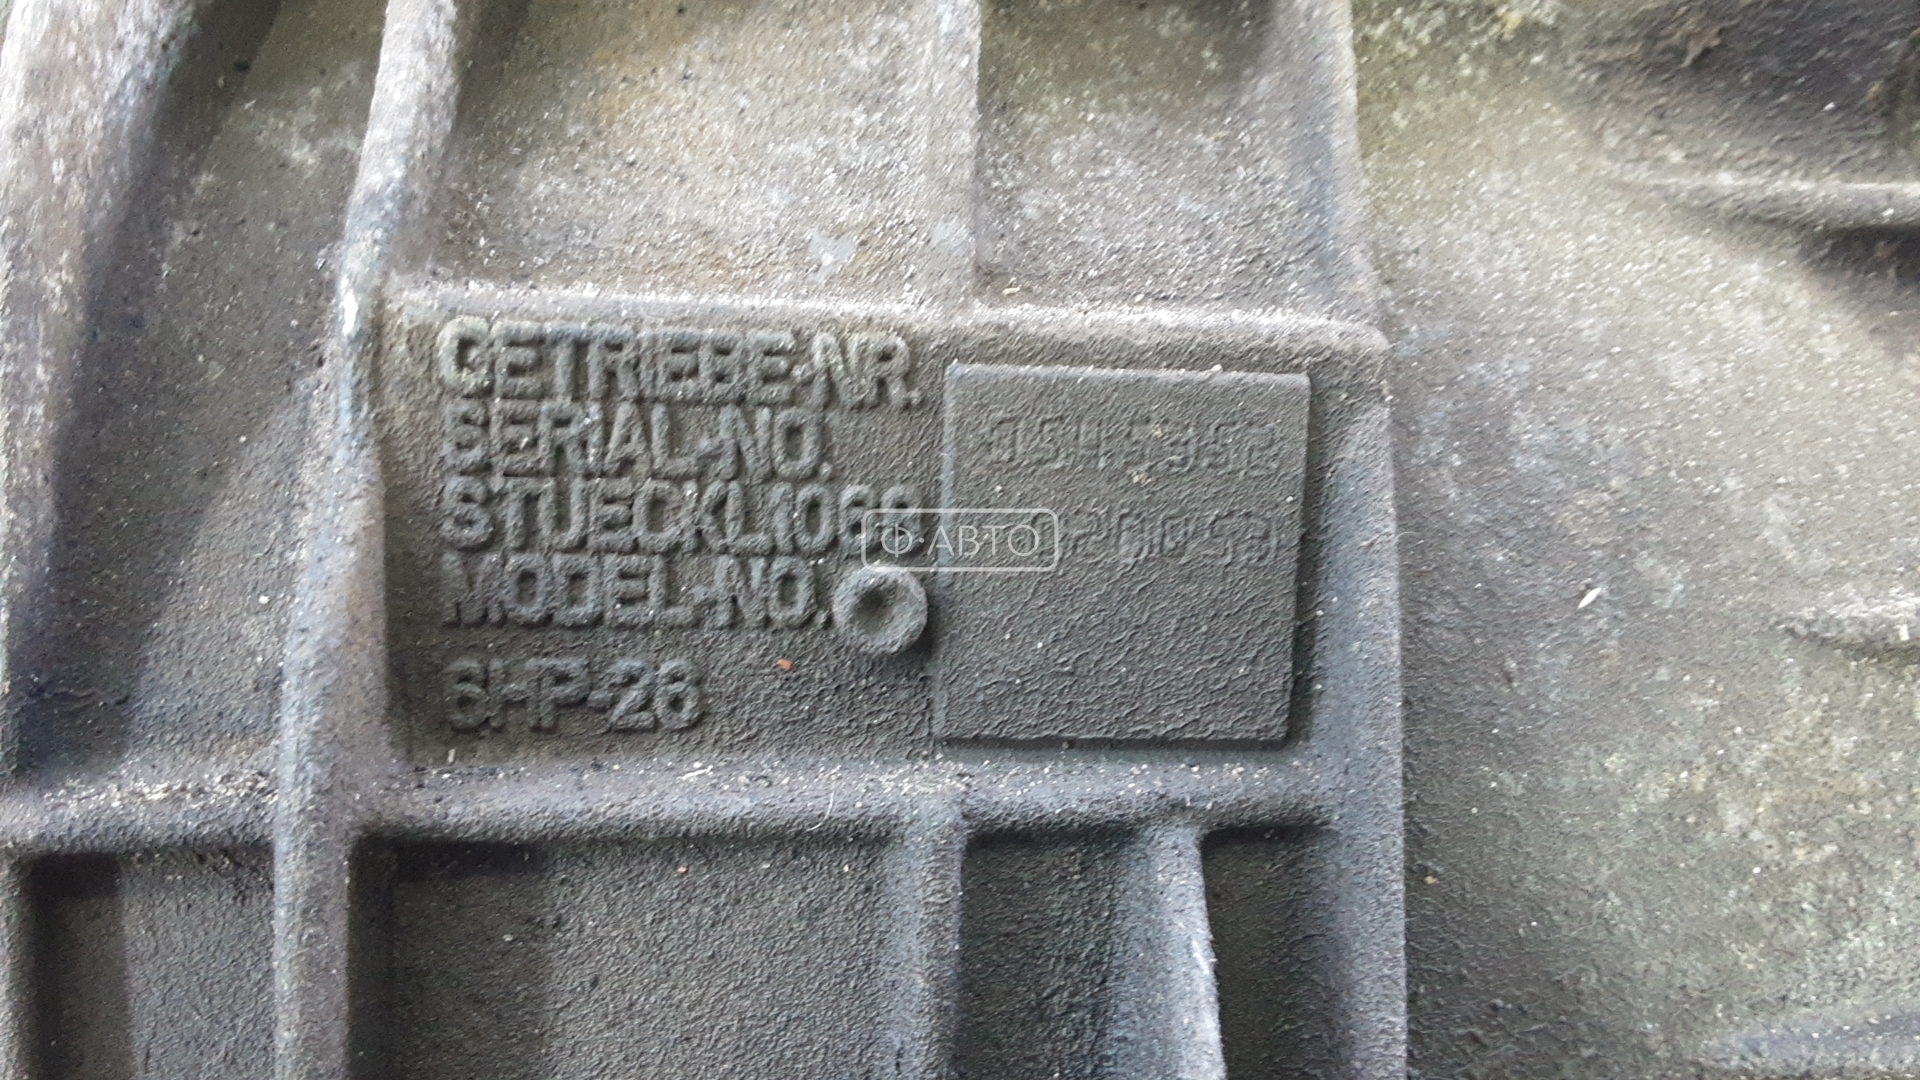 GETRIEBE-NR.
SERIAL-NO.
STUECKL(1068
MODEL-NO.
6HP-26
Ф·АВТО